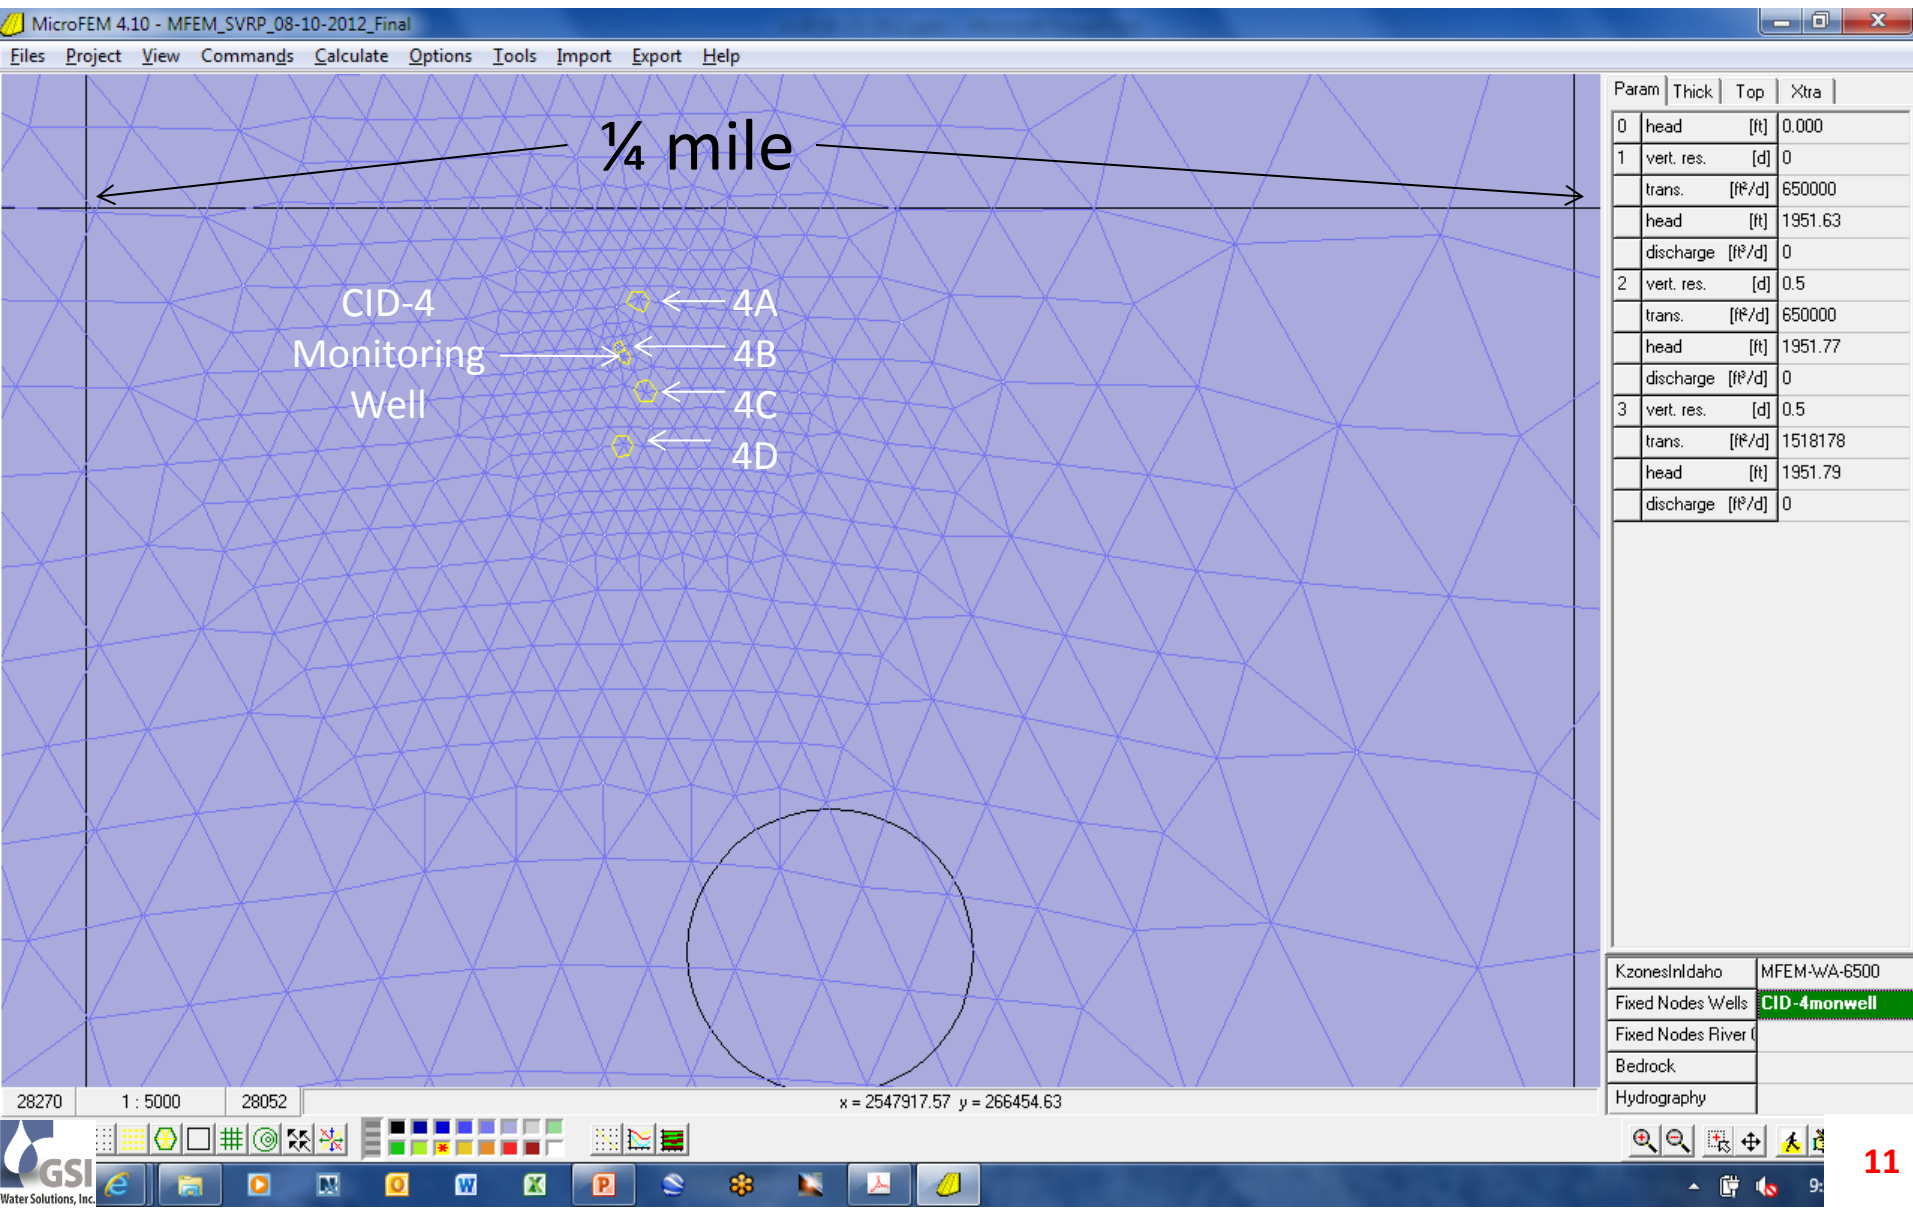 MicroFEM 4.10 - MFEM_SVRP_08-10-2012_Final
Files Project View Commands Calculate Options Tools Import Export Help
Param Thick Top Xtra
0 head [ft] 0.000
1 vert. res. [d] 0
trans. [ft²/d] 650000
head [ft] 1951.63
discharge [ft³/d] 0
2 vert. res. [d] 0.5
trans. [ft²/d] 650000
head [ft] 1951.77
discharge [ft³/d] 0
3 vert. res. [d] 0.5
trans. [ft²/d] 1518178
head [ft] 1951.79
discharge [ft³/d] 0
¼ mile
CID-4
Monitoring
Well
4A
4B
4C
4D
KzonesInIdaho MFEM-WA-6500
Fixed Nodes Wells CID-4monwell
Fixed Nodes River (
Bedrock
Hydrography
28270 1 : 5000 28052 x = 2547917.57 y = 266454.63
GSI
Water Solutions, Inc.
9:
11